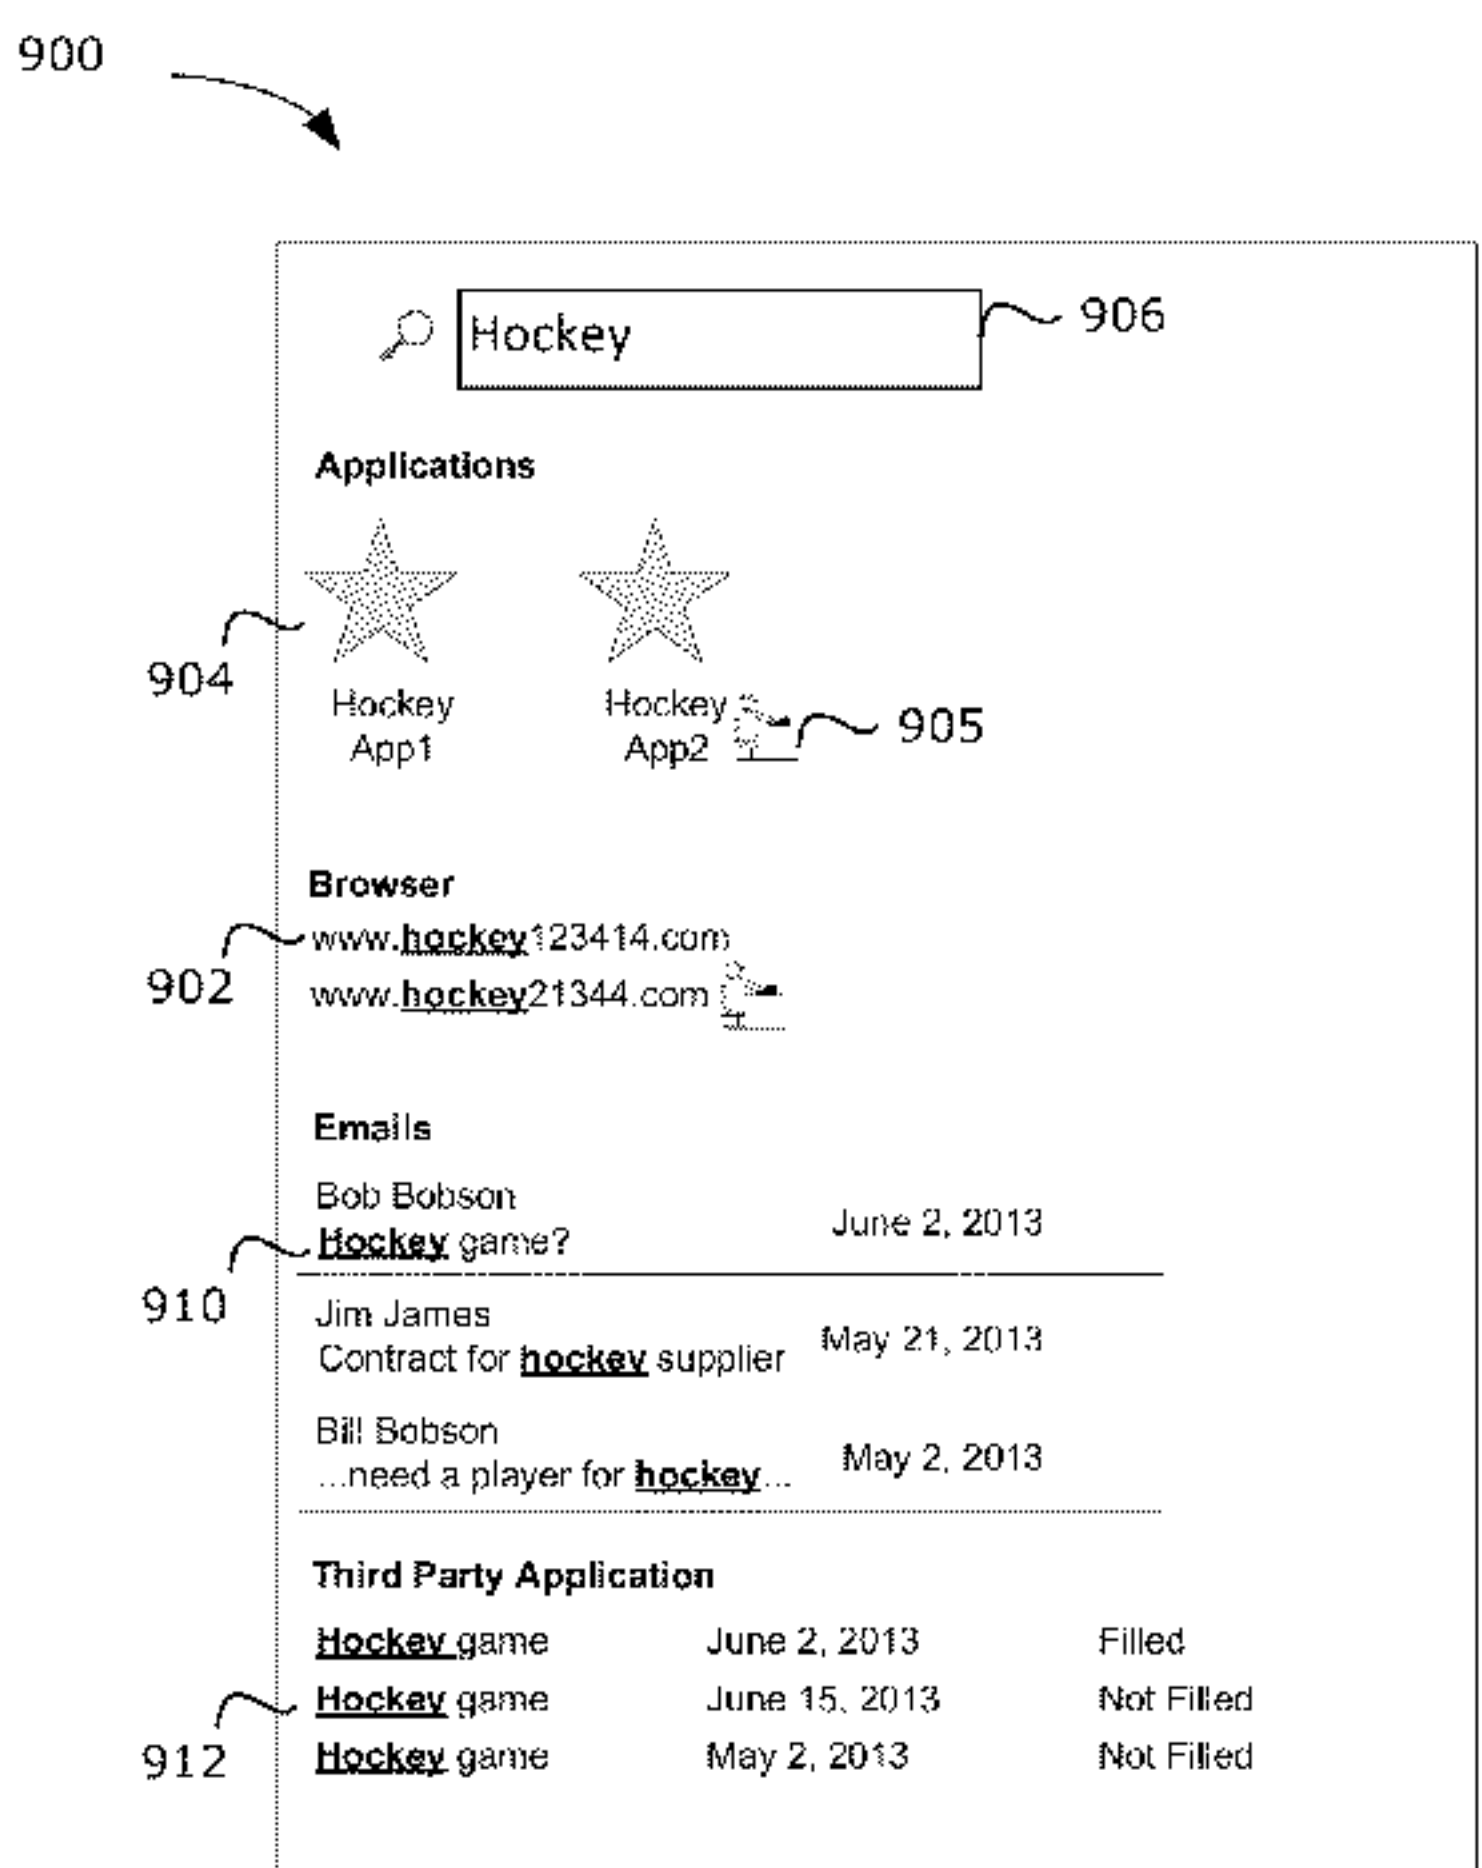 900
Hockey
906
Applications
904
Hockey
App1
Hockey
App2
905
Browser
www.hockey123414.com
902
www.hockey21344.com
Emails
Bob Bobson
Hockey game?
June 2, 2013
910
Jim James
Contract for hockey supplier
May 21, 2013
Bill Bobson
...need a player for hockey...
May 2, 2013
Third Party Application
Hockey game June 2, 2013 Filled
Hockey game June 15, 2013 Not Filled
912
Hockey game May 2, 2013 Not Filled